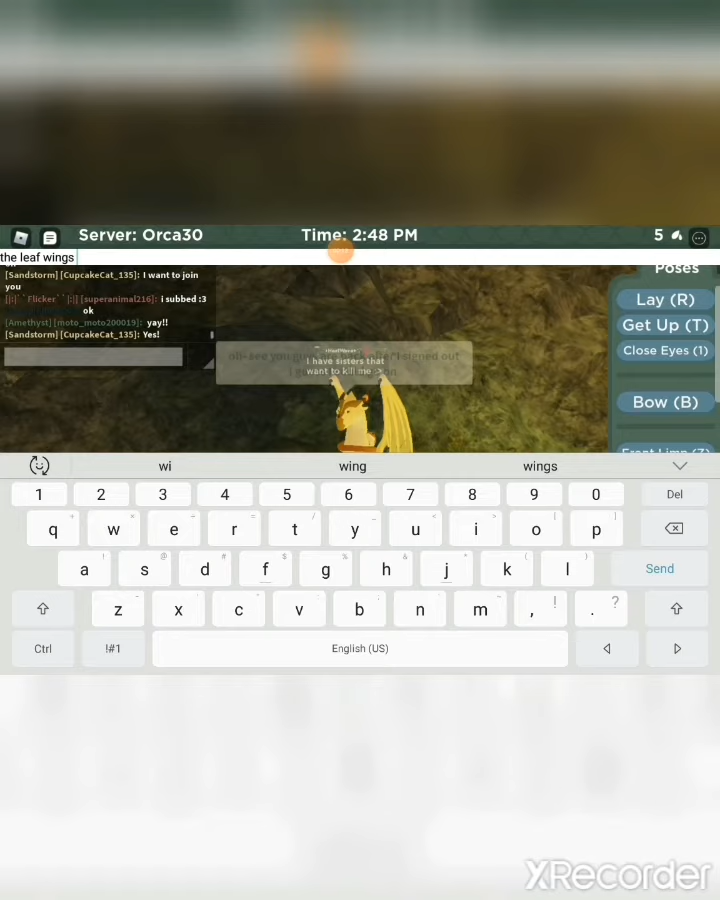 Server: Orca30 Time: 2:48 PM 5
the leaf wings
Poses
[Sandstorm] [CupcakeCat_135]: I want to join
you
[superanimal216]: i subbed :3
ok
[Amethyst] [moto_moto200019]: yay!!
[Sandstorm] [CupcakeCat_135]: Yes!
I have sisters that
want to kill me >
signed out
Lay (R)
Get Up (T)
Close Eyes (1)
Bow (B)
wi wing wings
1 2 3 4 5 6 7 8 9 0 Del
q w e r t y u i o p
a s d f g h j k l Send
z x c v b n m , ! . ?
Ctrl !#1 English (US)
XRecorder